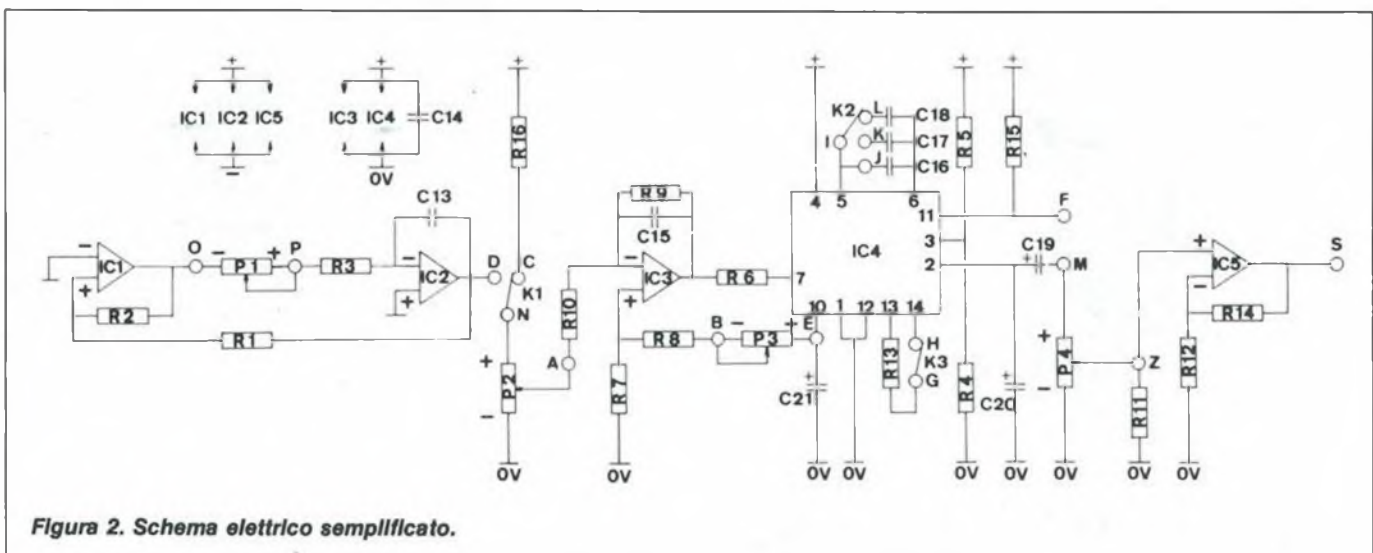 + + + + + +
IC1 IC2 IC5 IC3 IC4 C14
− 0V
R16
K2 L C18
I K C17
J C16
R5 R15
C13
R9
C15
4 5 6
11 F
3
2
IC4
C19 M
IC5 S
− + IC1 O − P1 + P R3 − + IC2 D C
K1
N
R2
R1
R10
A
− + IC3 R6 7
R8 B − P3 + E
10 1 12 13 14
H
K3
G
R13
+ P2 −
R7
C21
R4
C20
+ P4 −
Z
R11
R12
R14
0V 0V 0V 0V 0V 0V 0V 0V
Figura 2. Schema elettrico semplificato.